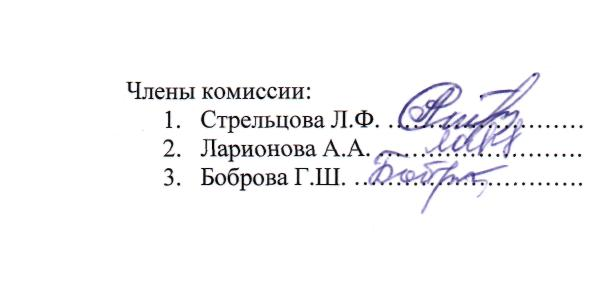 Члены комиссии:
1. Стрельцова Л.Ф. ……………………
2. Ларионова А.А. ……………………
3. Боброва Г.Ш. ………………………